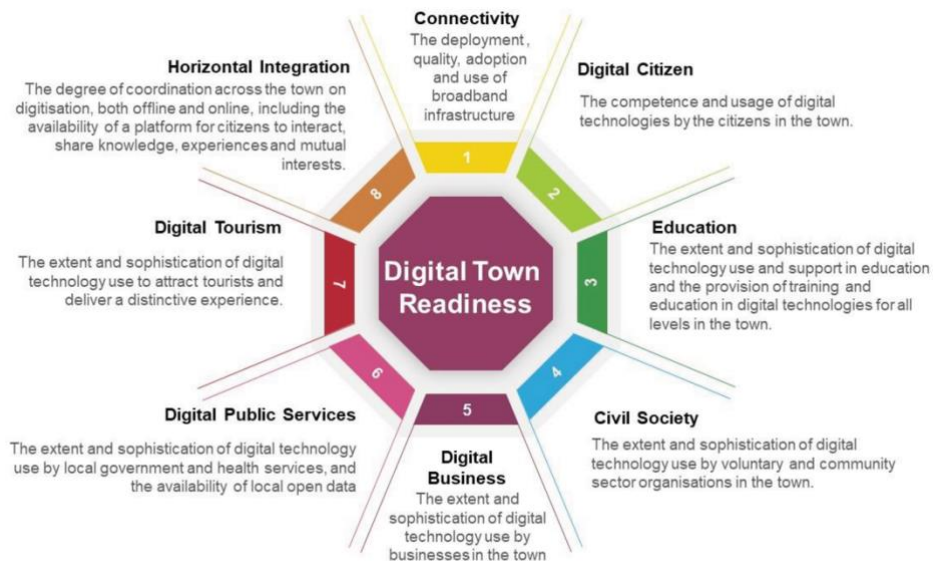 Connectivity
The deployment,
quality, adoption
and use of
broadband
infrastructure
1
Digital Citizen
The competence and usage of digital
technologies by the citizens in the town.
2
Education
The extent and sophistication of digital
technology use and support in education
and the provision of training and
education in digital technologies for all
levels in the town.
3
Civil Society
The extent and sophistication of digital
technology use by voluntary and community
sector organisations in the town.
4
Digital
Business
The extent and
sophistication of digital
technology use by
businesses in the town
5
Digital Public Services
The extent and sophistication of digital technology
use by local government and health services, and
the availability of local open data
6
Digital Tourism
The extent and sophistication of digital
technology use to attract tourists and
deliver a distinctive experience.
7
Horizontal Integration
The degree of coordination across the town on
digitisation, both offline and online, including the
availability of a platform for citizens to interact,
share knowledge, experiences and mutual
interests.
8
Digital Town
Readiness